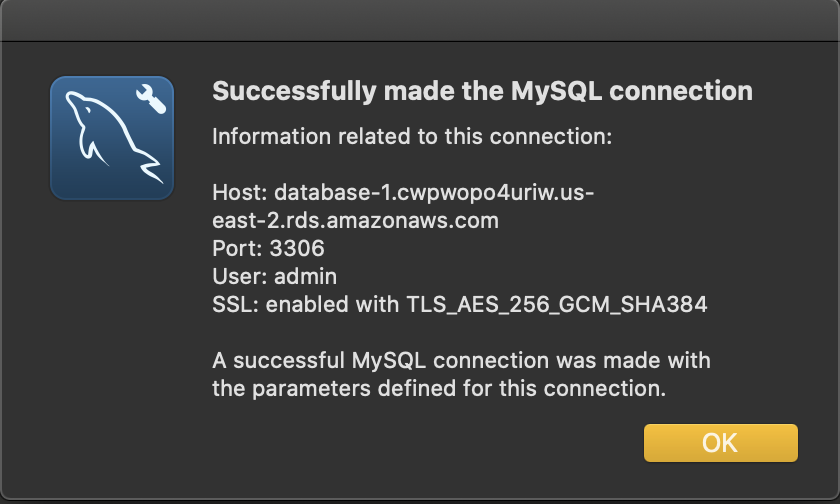 Successfully made the MySQL connection
Information related to this connection:
Host: database-1.cwpwopo4uriw.us-
east-2.rds.amazonaws.com
Port: 3306
User: admin
SSL: enabled with TLS_AES_256_GCM_SHA384
A successful MySQL connection was made with
the parameters defined for this connection.
OK